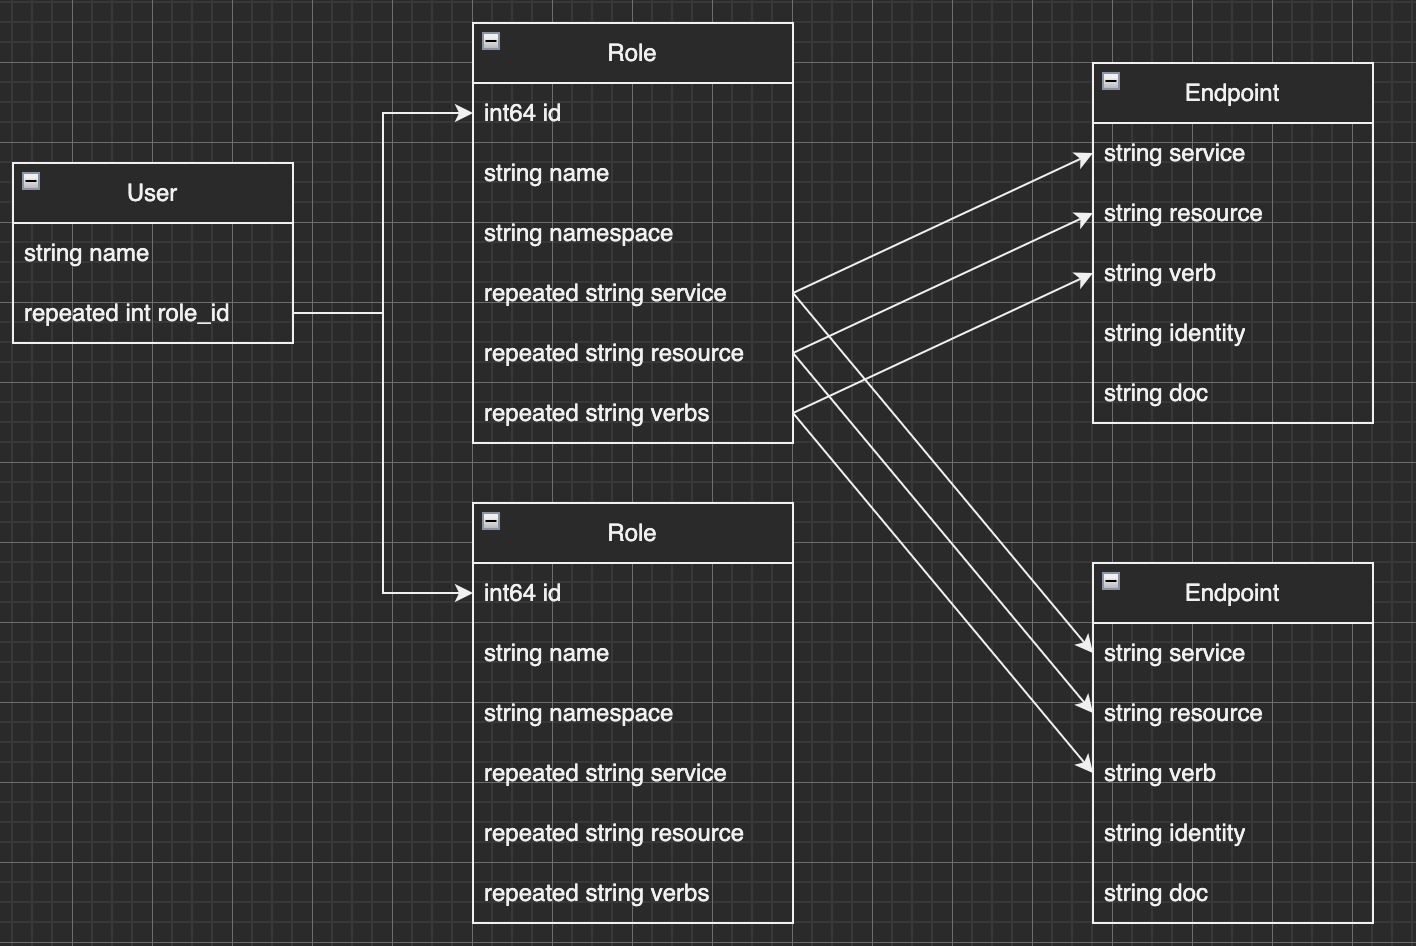 User
string name
repeated int role_id
Role
int64 id
string name
string namespace
repeated string service
repeated string resource
repeated string verbs
Role
int64 id
string name
string namespace
repeated string service
repeated string resource
repeated string verbs
Endpoint
string service
string resource
string verb
string identity
string doc
Endpoint
string service
string resource
string verb
string identity
string doc